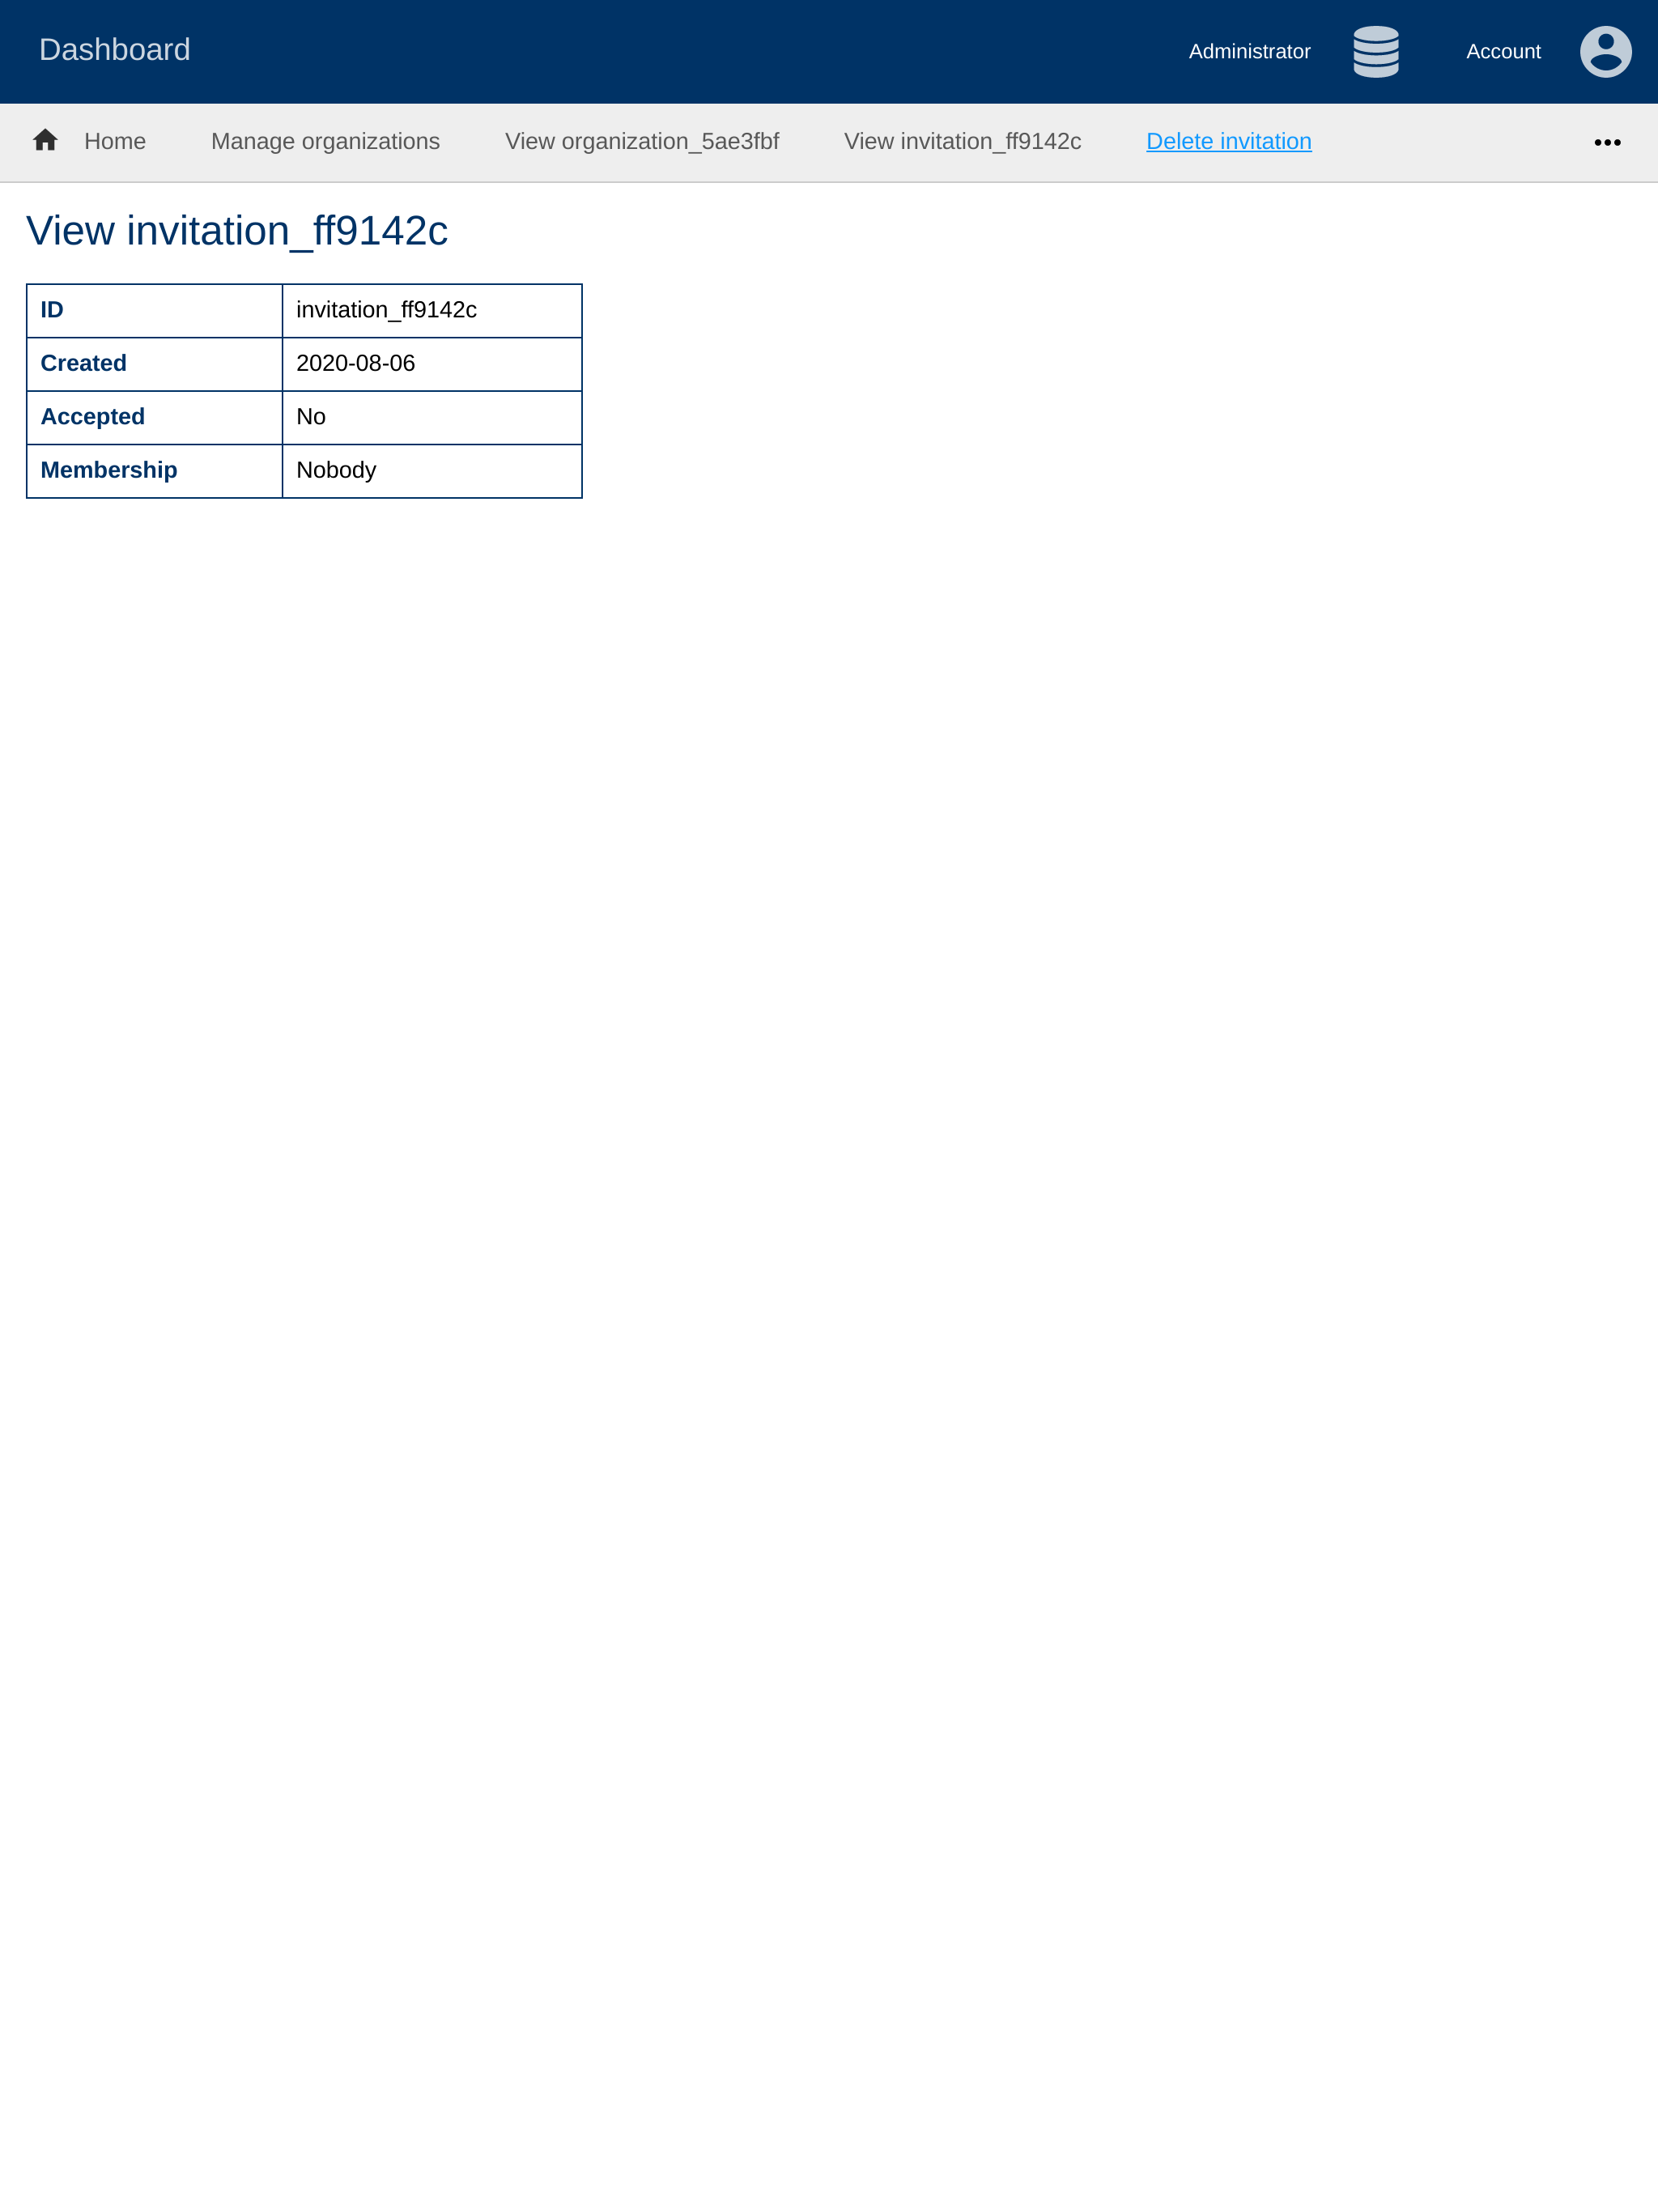 Dashboard Administrator Account
Home Manage organizations View organization_5ae3fbf View invitation_ff9142c Delete invitation •••
View invitation_ff9142c
ID invitation_ff9142c
Created 2020-08-06
Accepted No
Membership Nobody